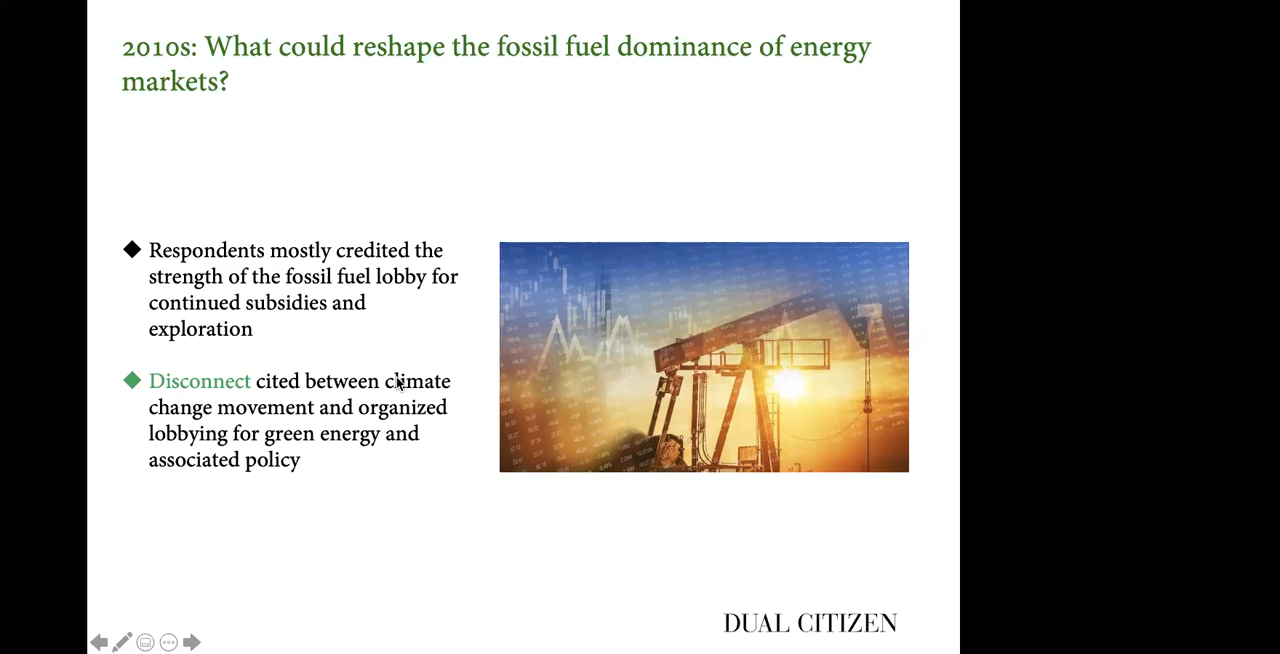 2010s: What could reshape the fossil fuel dominance of energy
markets?
Respondents mostly credited the
strength of the fossil fuel lobby for
continued subsidies and
exploration
Disconnect cited between climate
change movement and organized
lobbying for green energy and
associated policy
DUAL CITIZEN